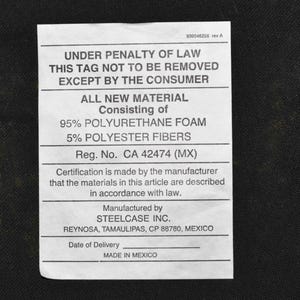 UNDER PENALTY OF LAW
THIS TAG NOT TO BE REMOVED
EXCEPT BY THE CONSUMER
ALL NEW MATERIAL
Consisting of
95% POLYURETHANE FOAM
5% POLYESTER FIBERS
Reg. No. CA 42474 (MX)
Certification is made by the manufacturer
that the materials in this article are described
in accordance with law.
Manufactured by
STEELCASE INC.
REYNOSA, TAMAULIPAS, CP 88780, MEXICO
Date of Delivery
MADE IN MEXICO